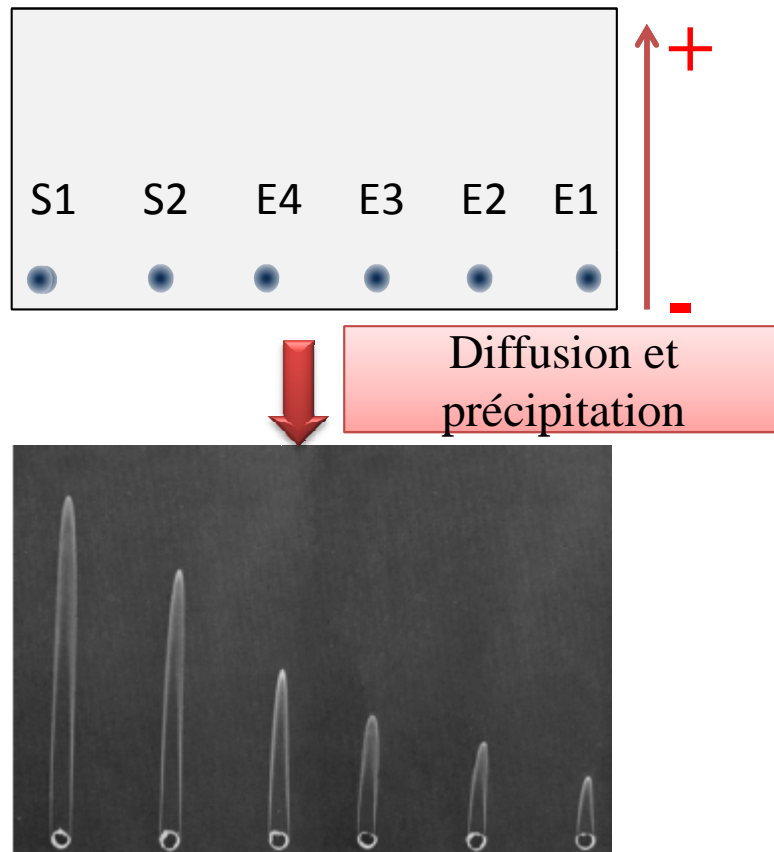 +
S1 S2 E4 E3 E2 E1
-
Diffusion et
précipitation